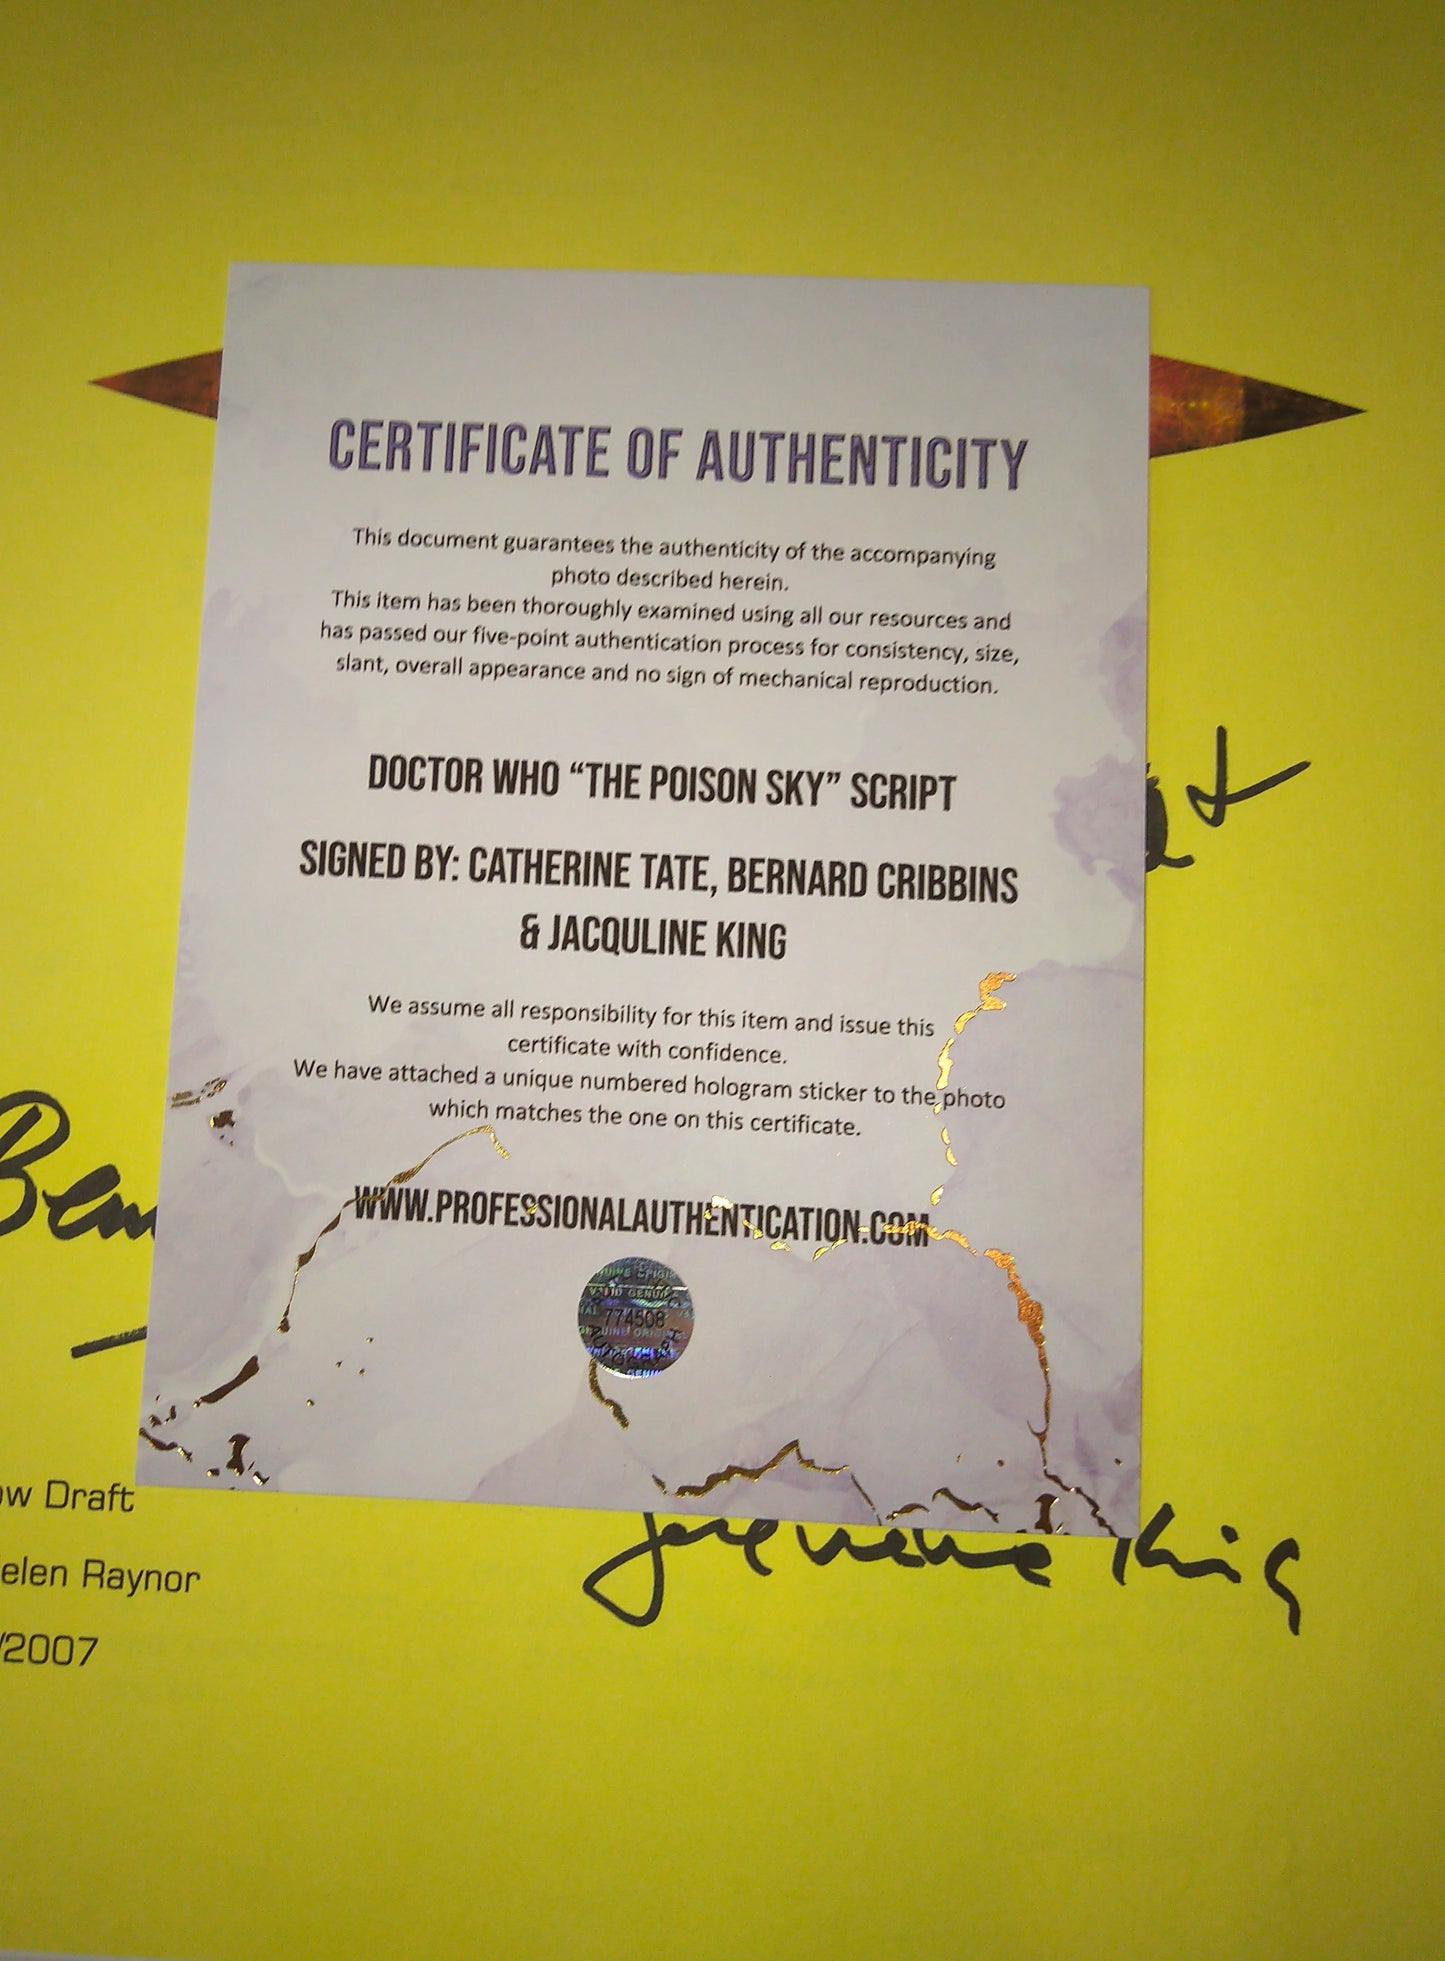 CERTIFICATE OF AUTHENTICITY
This document guarantees the authenticity of the accompanying
photo described herein.
This item has been thoroughly examined using all our resources and
has passed our five-point authentication process for consistency, size,
slant, overall appearance and no sign of mechanical reproduction.
DOCTOR WHO “THE POISON SKY” SCRIPT
SIGNED BY: CATHERINE TATE, BERNARD CRIBBINS
& JACQULINE KING
We assume all responsibility for this item and issue this
certificate with confidence.
We have attached a unique numbered hologram sticker to the photo
which matches the one on this certificate.
WWW.PROFESSIONALAUTHENTICATION.COM
774508
Bern
ow Draft
Jacqueline King
elen Raynor
/2007